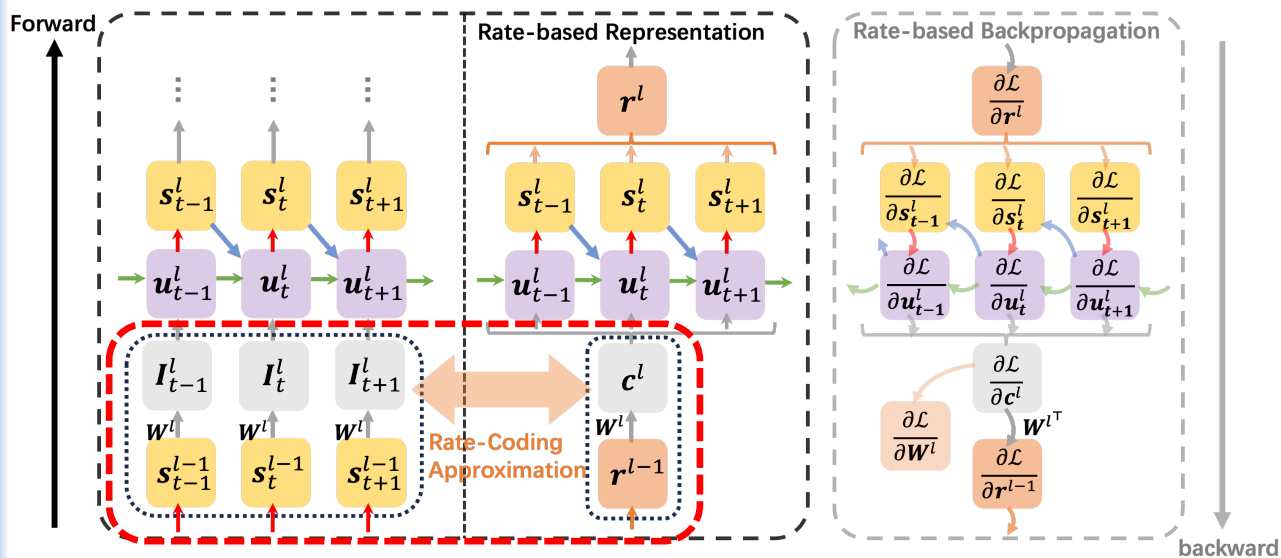 Forward
Rate-based Representation
Rate-based Backpropagation
⋮ ⋮ ⋮
r^l
∂ℒ/∂r^l
s^l_{t−1} s^l_t s^l_{t+1}
s^l_{t−1} s^l_t s^l_{t+1}
∂ℒ/∂s^l_{t−1} ∂ℒ/∂s^l_t ∂ℒ/∂s^l_{t+1}
u^l_{t−1} u^l_t u^l_{t+1}
u^l_{t−1} u^l_t u^l_{t+1}
∂ℒ/∂u^l_{t−1} ∂ℒ/∂u^l_t ∂ℒ/∂u^l_{t+1}
I^l_{t−1} I^l_t I^l_{t+1}
c^l
∂ℒ/∂c^l
W^l W^l W^l
Rate-Coding
Approximation
W^l
∂ℒ/∂W^l
W^{l⊤}
s^{l−1}_{t−1} s^{l−1}_t s^{l−1}_{t+1}
r^{l−1}
∂ℒ/∂r^{l−1}
backward